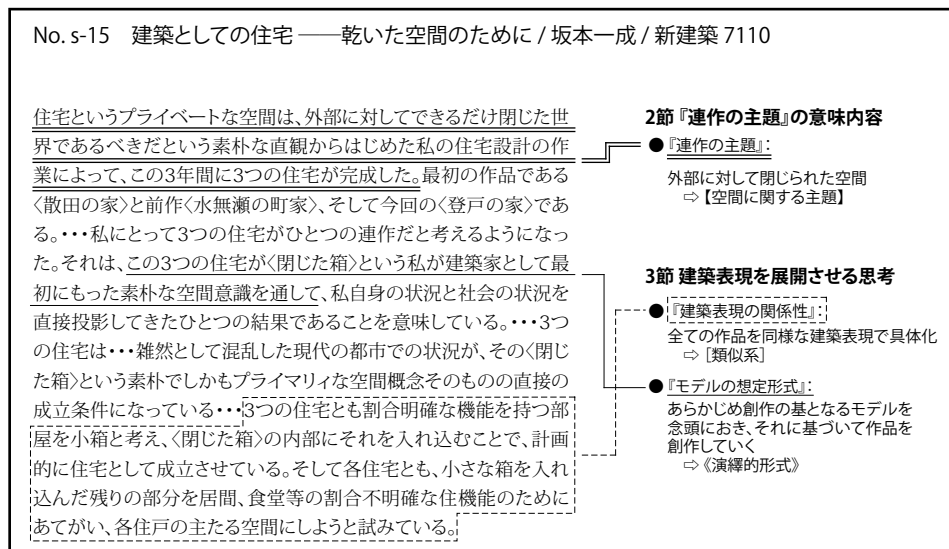 No. s-15 建築としての住宅 ――乾いた空間のために / 坂本一成 / 新建築 7110
住宅というプライベートな空間は、外部に対してできるだけ閉じた世
界であるべきだという素朴な直観からはじめた私の住宅設計の作
業によって、この3年間に3つの住宅が完成した。最初の作品である
〈散田の家〉と前作〈水無瀬の町家〉、そして今回の〈登戸の家〉であ
る。・・・私にとって3つの住宅がひとつの連作だと考えるようになっ
た。それは、この3つの住宅が〈閉じた箱〉という私が建築家として最
初にもった素朴な空間意識を通して、私自身の状況と社会の状況を
直接投影してきたひとつの結果であることを意味している。・・・3つ
の住宅は・・・雑然として混乱した現代の都市での状況が、その〈閉じ
た箱〉という素朴でしかもプライマリィな空間概念そのものの直接の
成立条件になっている・・・3つの住宅とも割合明確な機能を持つ部
屋を小箱と考え、〈閉じた箱〉の内部にそれを入れ込むことで、計画
的に住宅として成立させている。そして各住宅とも、小さな箱を入れ
込んだ残りの部分を居間、食堂等の割合不明確な住機能のために
あてがい、各住戸の主たる空間にしようと試みている。
2節『連作の主題』の意味内容
●『連作の主題』:
外部に対して閉じられた空間
⇨【空間に関する主題】
3節 建築表現を展開させる思考
●『建築表現の関係性』:
全ての作品を同様な建築表現で具体化
⇨［類似系］
●『モデルの想定形式』:
あらかじめ創作の基となるモデルを
念頭におき、それに基づいて作品を
創作していく
⇨《演繹的形式》